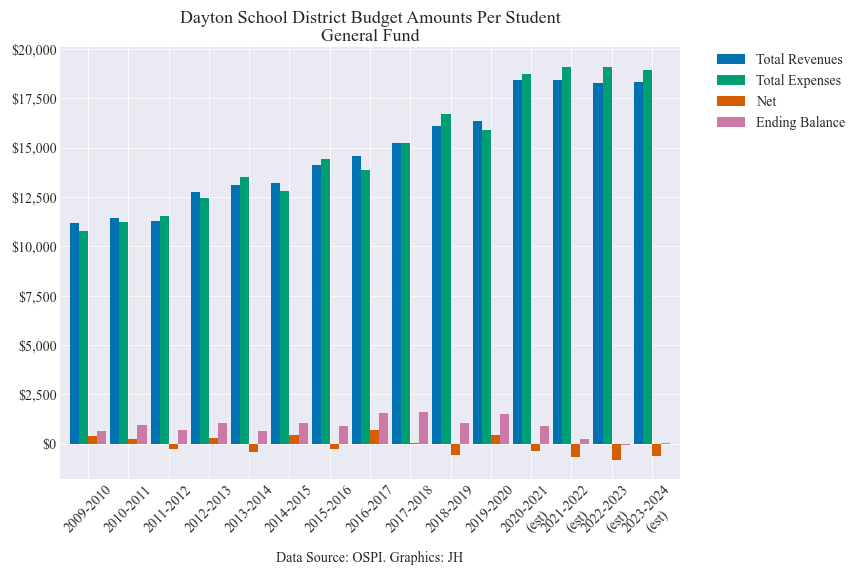 Dayton School District Budget Amounts Per Student
General Fund
$20,000
$17,500
$15,000
$12,500
$10,000
$7,500
$5,000
$2,500
$0
Total Revenues
Total Expenses
Net
Ending Balance
2009-2010
2010-2011
2011-2012
2012-2013
2013-2014
2014-2015
2015-2016
2016-2017
2017-2018
2018-2019
2019-2020
2020-2021
(est)
2021-2022
(est)
2022-2023
(est)
2023-2024
(est)
Data Source: OSPI. Graphics: JH